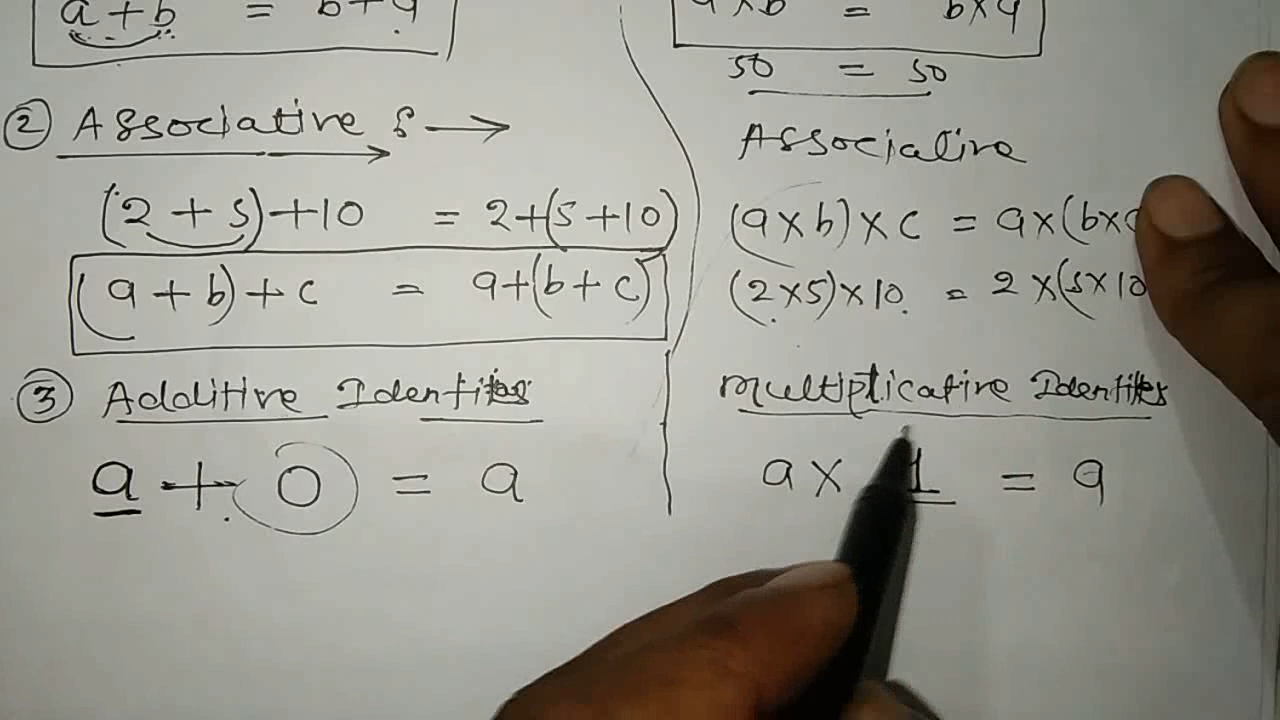 a + b = b + a
② Associative : →
(2 + 5) + 10 = 2 + (5 + 10)
(a + b) + c = a + (b + c)
③ Additive Identities
a + 0 = a
a × b = b × a
50 = 50
Associative
(a × b) × c = a × (b × c
(2 × 5) × 10 = 2 × (5 × 10
Multiplicative Identities
a × 1 = a